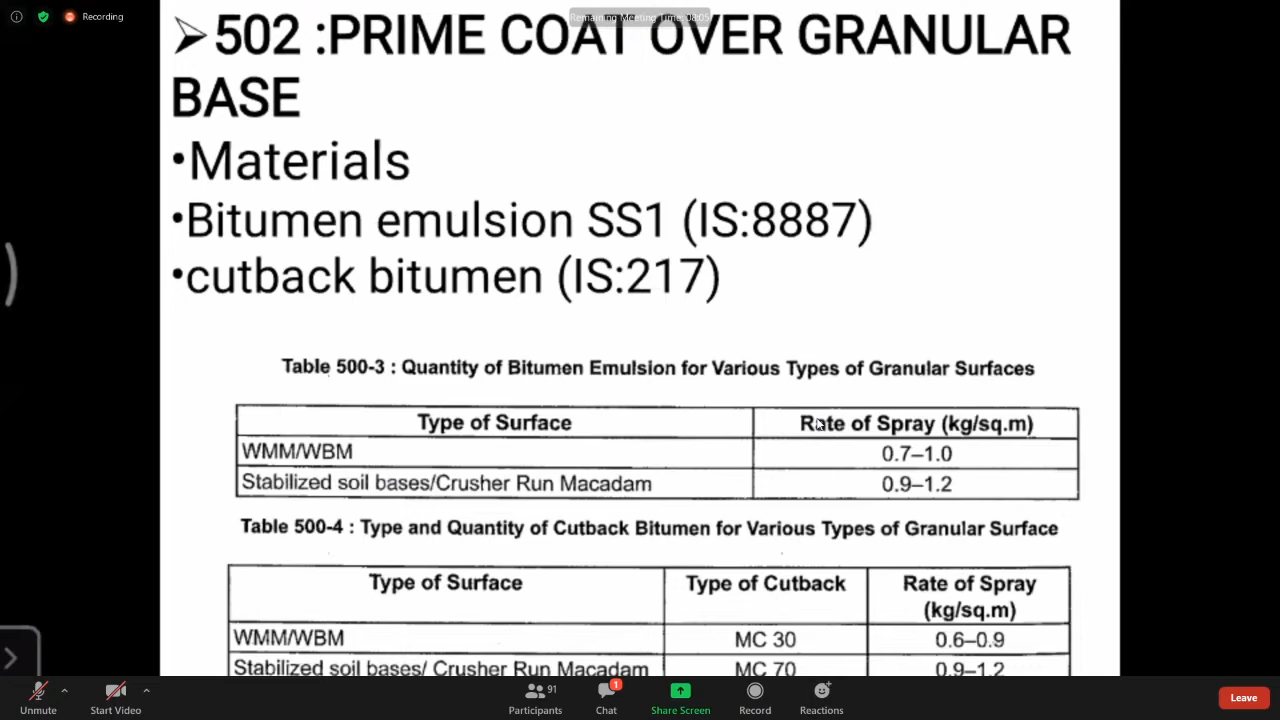 Recording
Remaining Meeting Time: 08:05
➢502 :PRIME COAT OVER GRANULAR
BASE
•Materials
•Bitumen emulsion SS1 (IS:8887)
•cutback bitumen (IS:217)
Table 500-3 : Quantity of Bitumen Emulsion for Various Types of Granular Surfaces
Type of Surface Rate of Spray (kg/sq.m)
WMM/WBM 0.7–1.0
Stabilized soil bases/Crusher Run Macadam 0.9–1.2
Table 500-4 : Type and Quantity of Cutback Bitumen for Various Types of Granular Surface
Type of Surface Type of Cutback Rate of Spray
(kg/sq.m)
WMM/WBM MC 30 0.6–0.9
Stabilized soil bases/ Crusher Run Macadam MC 70 0.9–1.2
91 1
Unmute Start Video Participants Chat Share Screen Record Reactions Leave